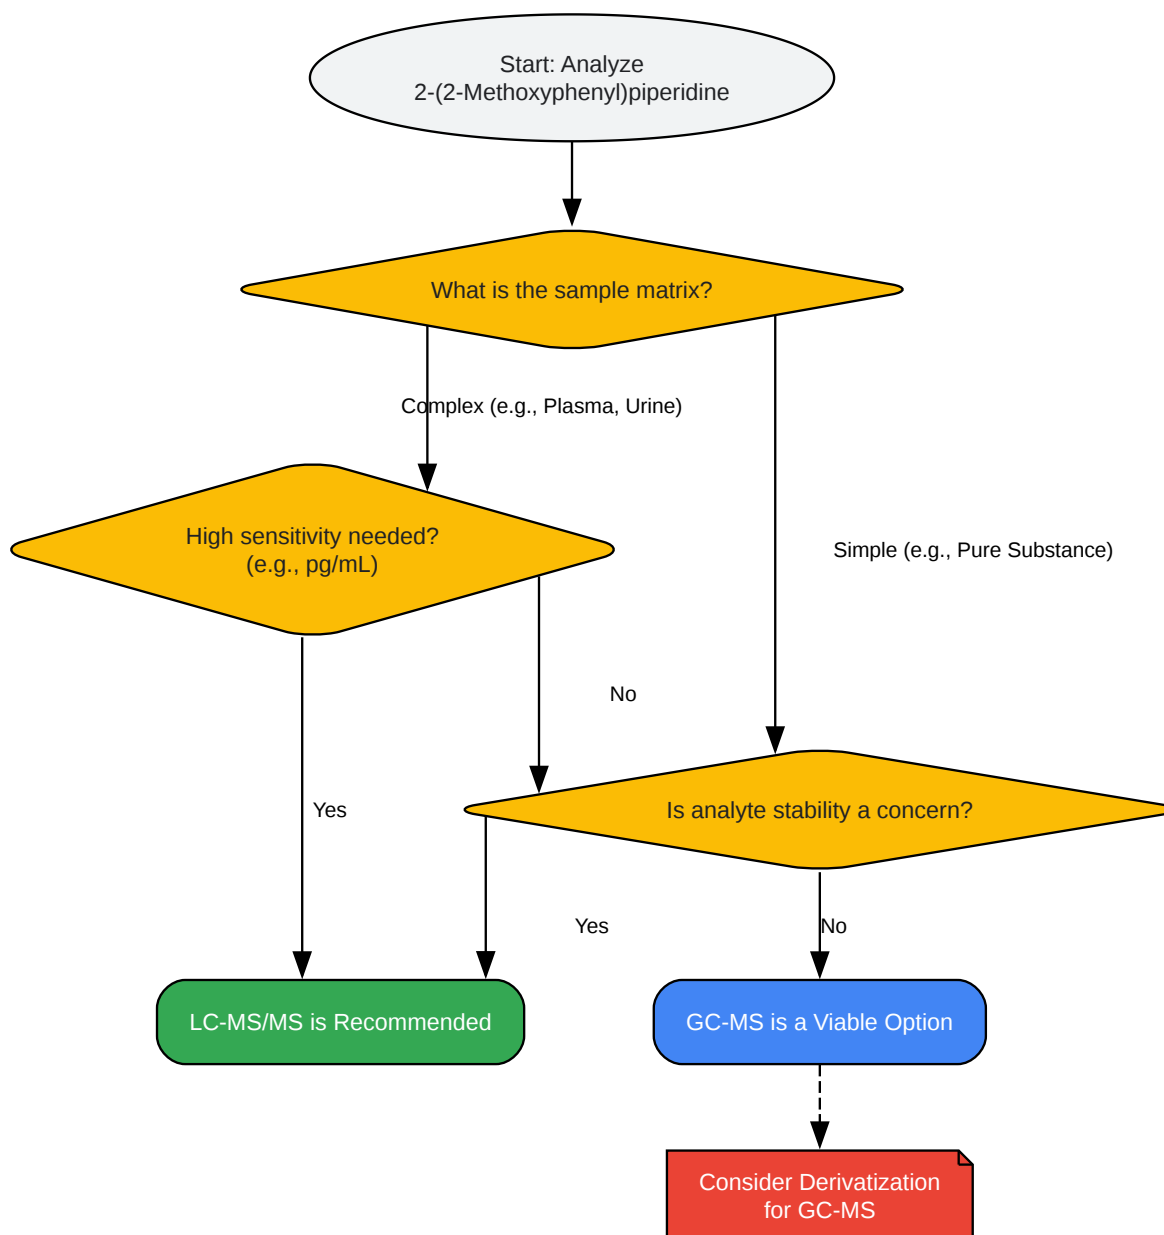 Start: Analyze
2-(2-Methoxyphenyl)piperidine
What is the sample matrix?
Complex (e.g., Plasma, Urine)
High sensitivity needed?
(e.g., pg/mL)
Simple (e.g., Pure Substance)
No
Yes
Is analyte stability a concern?
Yes
No
LC-MS/MS is Recommended
GC-MS is a Viable Option
Consider Derivatization
for GC-MS